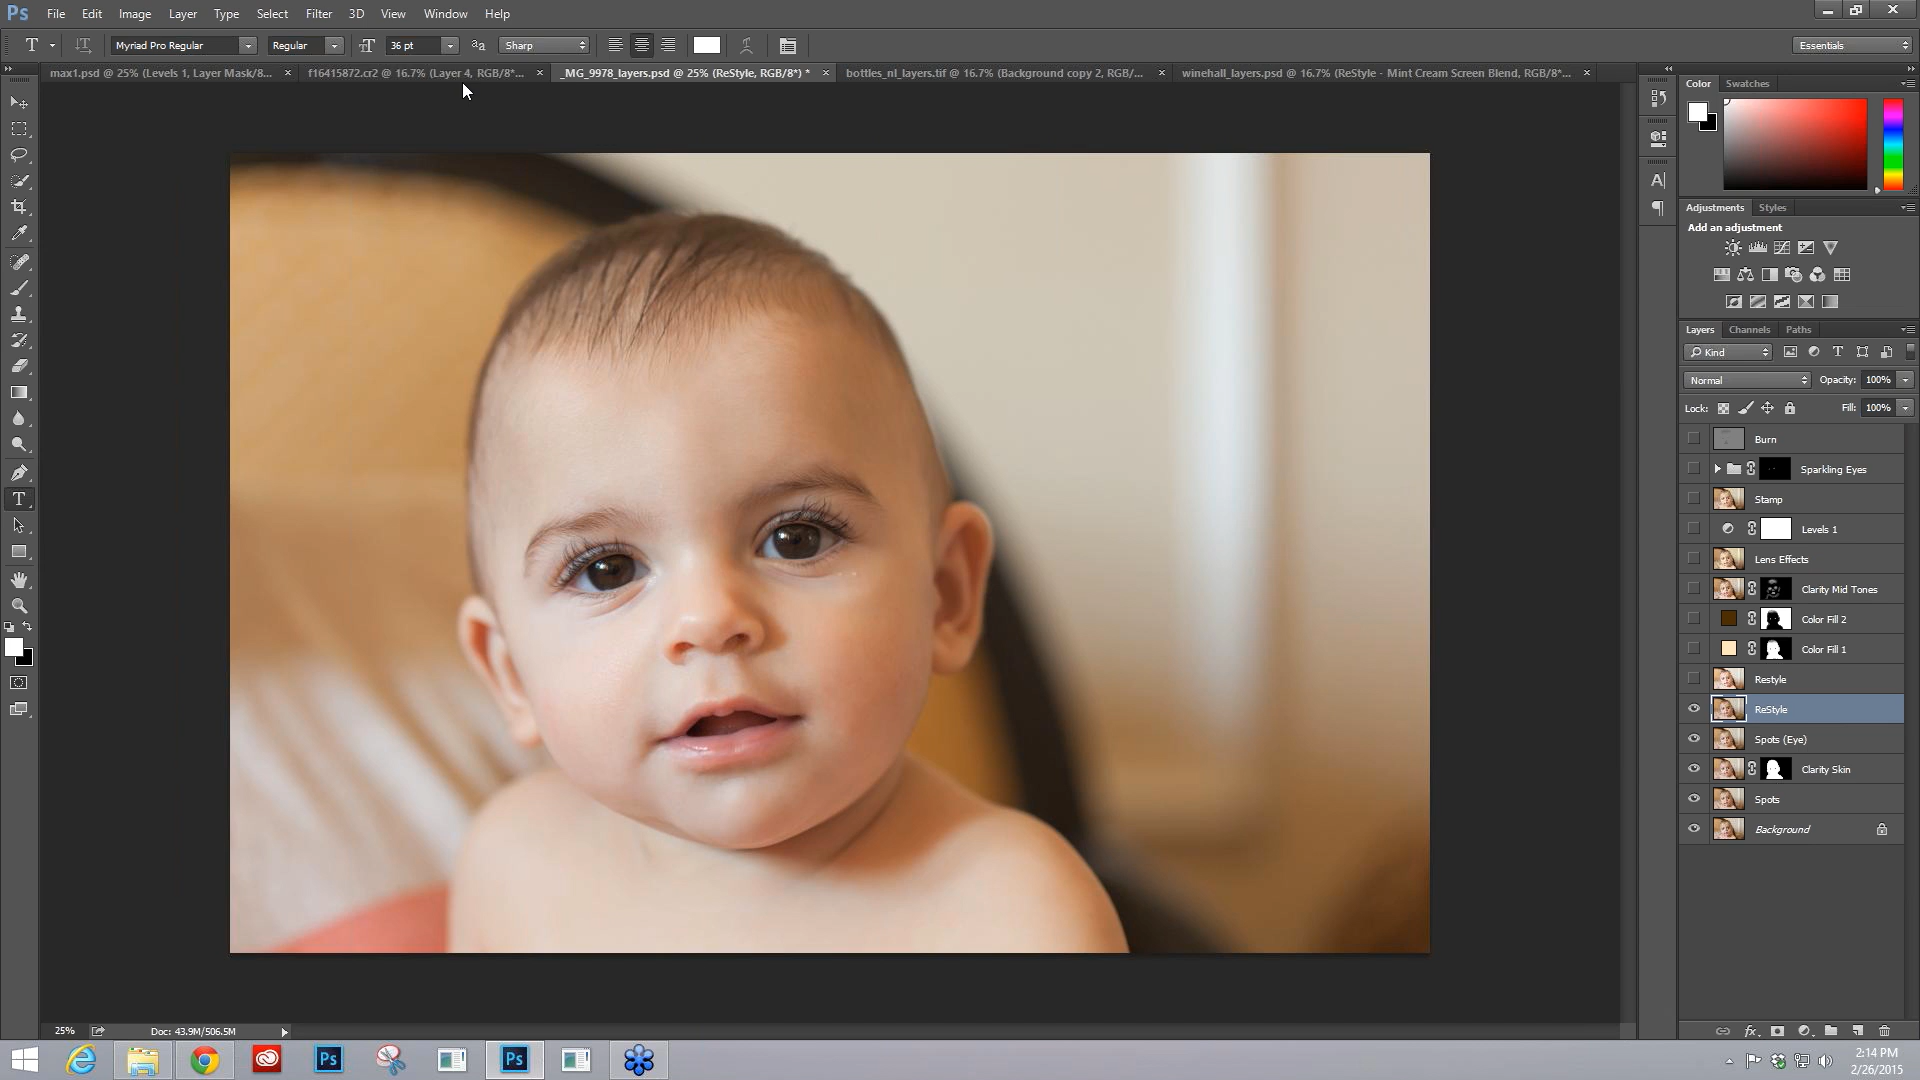 Ps File Edit Image Layer Type Select Filter 3D View Window Help
T Myriad Pro Regular Regular 36 pt Sharp Essentials
max1.psd @ 25% (Levels 1, Layer Mask/8... × f16415872.cr2 @ 16.7% (Layer 4, RGB/8*... × _MG_9978_layers.psd @ 25% (ReStyle, RGB/8*) * × bottles_nl_layers.tif @ 16.7% (Background copy 2, RGB/... × winehall_layers.psd @ 16.7% (ReStyle - Mint Cream Screen Blend, RGB/8*... ×
Color Swatches
Adjustments Styles
Add an adjustment
Layers Channels Paths
Kind
Normal Opacity: 100%
Lock: Fill: 100%
Burn
Sparkling Eyes
Stamp
Levels 1
Lens Effects
Clarity Mid Tones
Color Fill 2
Color Fill 1
Restyle
ReStyle
Spots (Eye)
Clarity Skin
Spots
Background
25% Doc: 43.9M/506.5M
Ps Ps
2:14 PM
2/26/2015